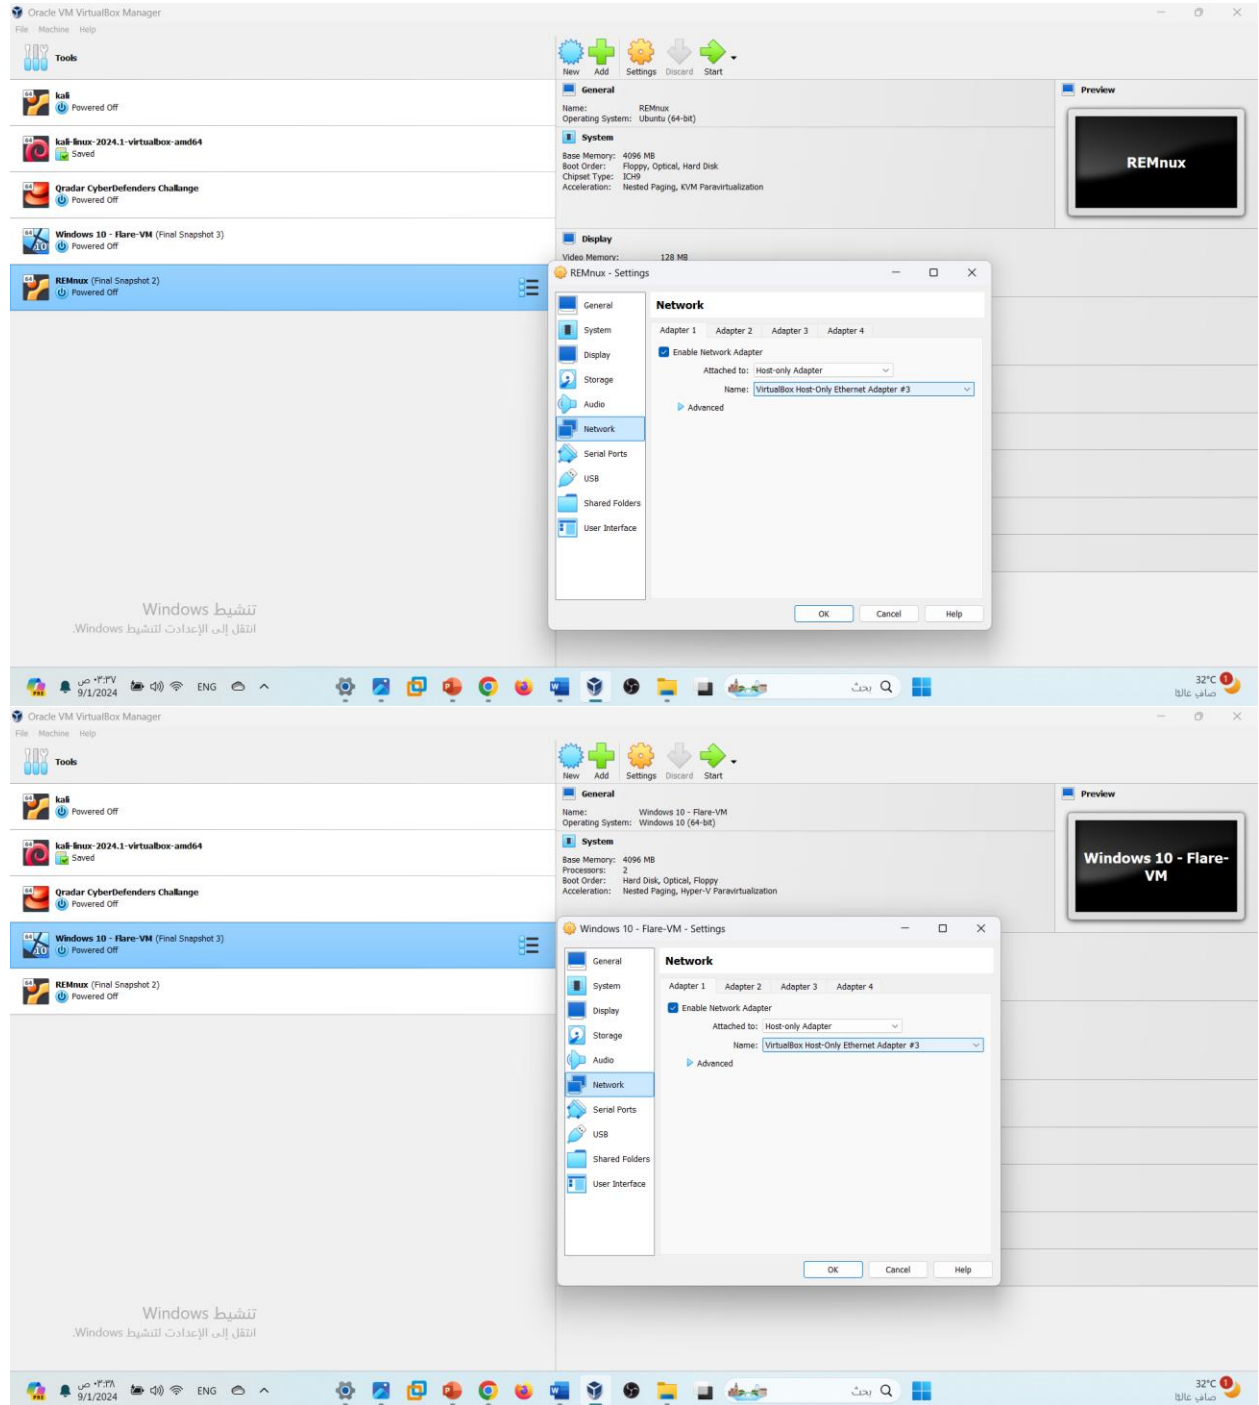 Oracle VM VirtualBox Manager
File Machine Help
Tools
New Add Settings Discard Start
kali
Powered Off
kali-linux-2024.1-virtualbox-amd64
Saved
Qradar CyberDefenders Challange
Powered Off
Windows 10 - Flare-VM (Final Snapshot 3)
Powered Off
REMnux (Final Snapshot 2)
Powered Off
General
Name: REMnux
Operating System: Ubuntu (64-bit)
System
Base Memory: 4096 MB
Boot Order: Floppy, Optical, Hard Disk
Chipset Type: ICH9
Acceleration: Nested Paging, KVM Paravirtualization
Display
Video Memory: 128 MB
Preview
REMnux
REMnux - Settings
General
System
Display
Storage
Audio
Network
Serial Ports
USB
Shared Folders
User Interface
Network
Adapter 1 Adapter 2 Adapter 3 Adapter 4
Enable Network Adapter
Attached to: Host-only Adapter
Name: VirtualBox Host-Only Ethernet Adapter #3
Advanced
OK Cancel Help
تنشيط Windows
انتقل إلى الإعدادت لتنشيط Windows.
٠٣:٣٧ ص
9/1/2024
ENG
بحث
32°C
صافٍ غالبًا
Oracle VM VirtualBox Manager
File Machine Help
Tools
New Add Settings Discard Start
kali
Powered Off
kali-linux-2024.1-virtualbox-amd64
Saved
Qradar CyberDefenders Challange
Powered Off
Windows 10 - Flare-VM (Final Snapshot 3)
Powered Off
REMnux (Final Snapshot 2)
Powered Off
General
Name: Windows 10 - Flare-VM
Operating System: Windows 10 (64-bit)
System
Base Memory: 4096 MB
Processors: 2
Boot Order: Hard Disk, Optical, Floppy
Acceleration: Nested Paging, Hyper-V Paravirtualization
Preview
Windows 10 - Flare-
VM
Windows 10 - Flare-VM - Settings
General
System
Display
Storage
Audio
Network
Serial Ports
USB
Shared Folders
User Interface
Network
Adapter 1 Adapter 2 Adapter 3 Adapter 4
Enable Network Adapter
Attached to: Host-only Adapter
Name: VirtualBox Host-Only Ethernet Adapter #3
Advanced
OK Cancel Help
تنشيط Windows
انتقل إلى الإعدادت لتنشيط Windows.
٠٣:٣٨ ص
9/1/2024
ENG
بحث
32°C
صافٍ غالبًا